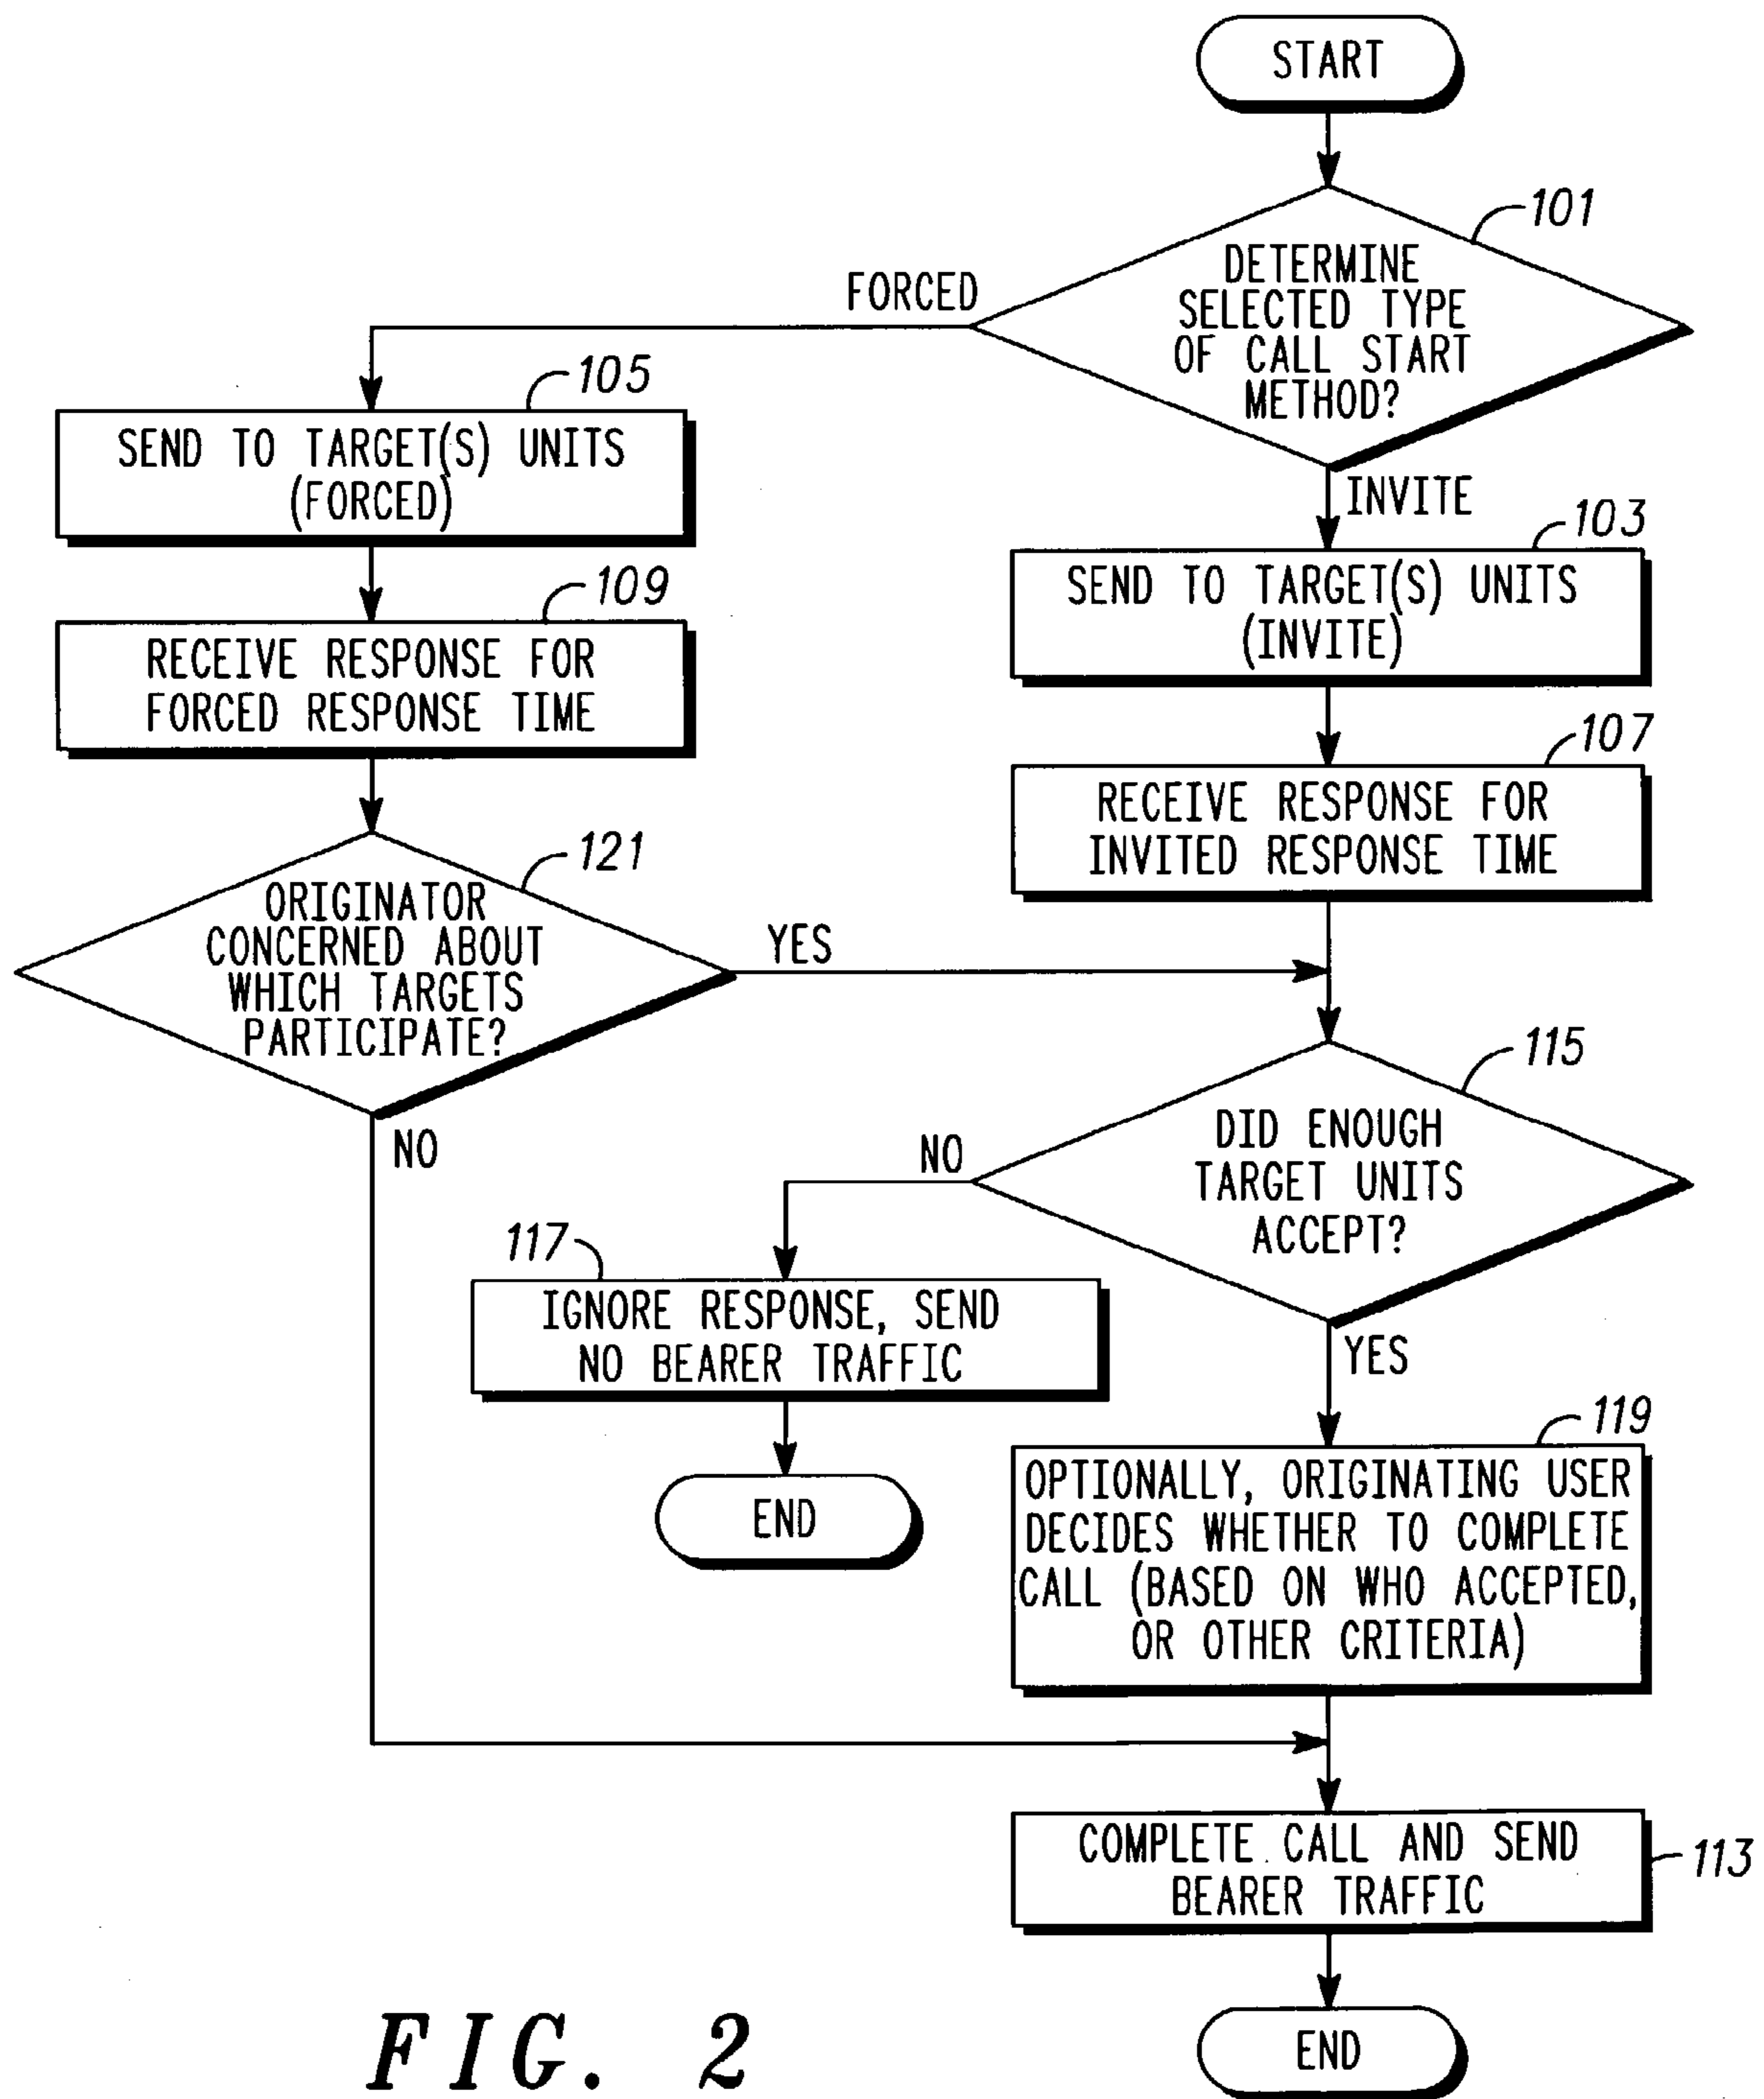 START
101
DETERMINE
SELECTED TYPE
OF CALL START
METHOD?
FORCED
INVITE
105
SEND TO TARGET(S) UNITS
(FORCED)
103
SEND TO TARGET(S) UNITS
(INVITE)
109
RECEIVE RESPONSE FOR
FORCED RESPONSE TIME
107
RECEIVE RESPONSE FOR
INVITED RESPONSE TIME
121
ORIGINATOR
CONCERNED ABOUT
WHICH TARGETS
PARTICIPATE?
YES
NO
115
DID ENOUGH
TARGET UNITS
ACCEPT?
NO
YES
117
IGNORE RESPONSE, SEND
NO BEARER TRAFFIC
END
119
OPTIONALLY, ORIGINATING USER
DECIDES WHETHER TO COMPLETE
CALL (BASED ON WHO ACCEPTED,
OR OTHER CRITERIA)
COMPLETE CALL AND SEND
BEARER TRAFFIC
113
END
FIG. 2